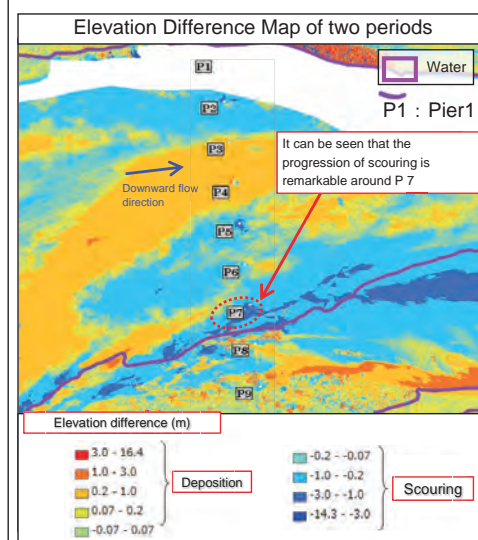 Elevation Difference Map of two periods
Water
P1 : Pier1
It can be seen that the
progression of scouring is
remarkable around P 7
Downward flow
direction
P1
P2
P3
P4
P5
P6
P7
P8
P9
Elevation difference (m)
3.0 - 16.4
1.0 - 3.0
0.2 - 1.0
0.07 - 0.2
-0.07 - 0.07
Deposition
-0.2 - -0.07
-1.0 - -0.2
-3.0 - -1.0
-14.3 - -3.0
Scouring